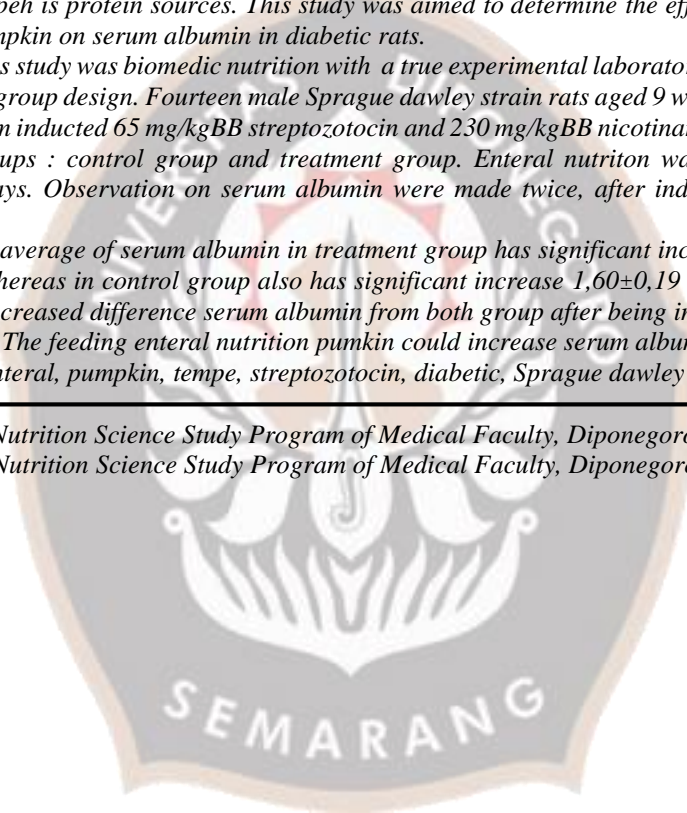 peh is protein sources. This study was aimed to determine the eff
mpkin on serum albumin in diabetic rats.
s study was biomedic nutrition with a true experimental laborato
group design. Fourteen male Sprague dawley strain rats aged 9 w
n inducted 65 mg/kgBB streptozotocin and 230 mg/kgBB nicotina
ups : control group and treatment group. Enteral nutriton wa
ays. Observation on serum albumin were made twice, after ind
average of serum albumin in treatment group has significant inc
hereas in control group also has significant increase 1,60±0,19
creased difference serum albumin from both group after being in
The feeding enteral nutrition pumkin could increase serum albu
nteral, pumpkin, tempe, streptozotocin, diabetic, Sprague dawley
Nutrition Science Study Program of Medical Faculty, Diponegoro
Nutrition Science Study Program of Medical Faculty, Diponegoro
UNIVERSITAS DIPONEGORO
SEMARANG